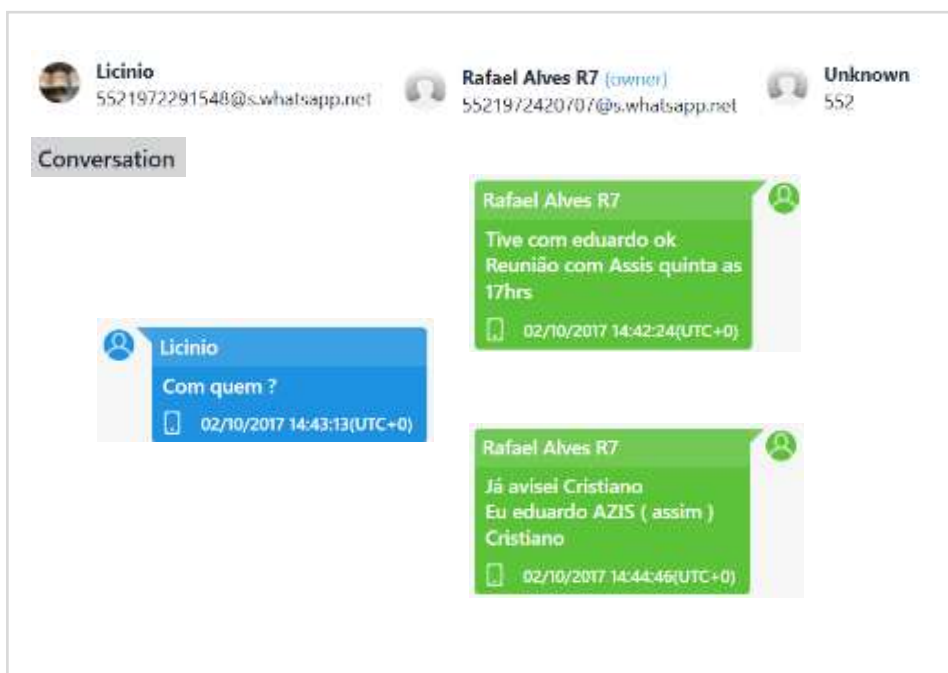 Licinio
5521972291548@s.whatsapp.net
Rafael Alves R7 (owner)
5521972420707@s.whatsapp.net
Unknown
552
Conversation
Rafael Alves R7
Tive com eduardo ok
Reunião com Assis quinta as
17hrs
02/10/2017 14:42:24(UTC+0)
Licinio
Com quem ?
02/10/2017 14:43:13(UTC+0)
Rafael Alves R7
Já avisei Cristiano
Eu eduardo AZIS ( assim )
Cristiano
02/10/2017 14:44:46(UTC+0)